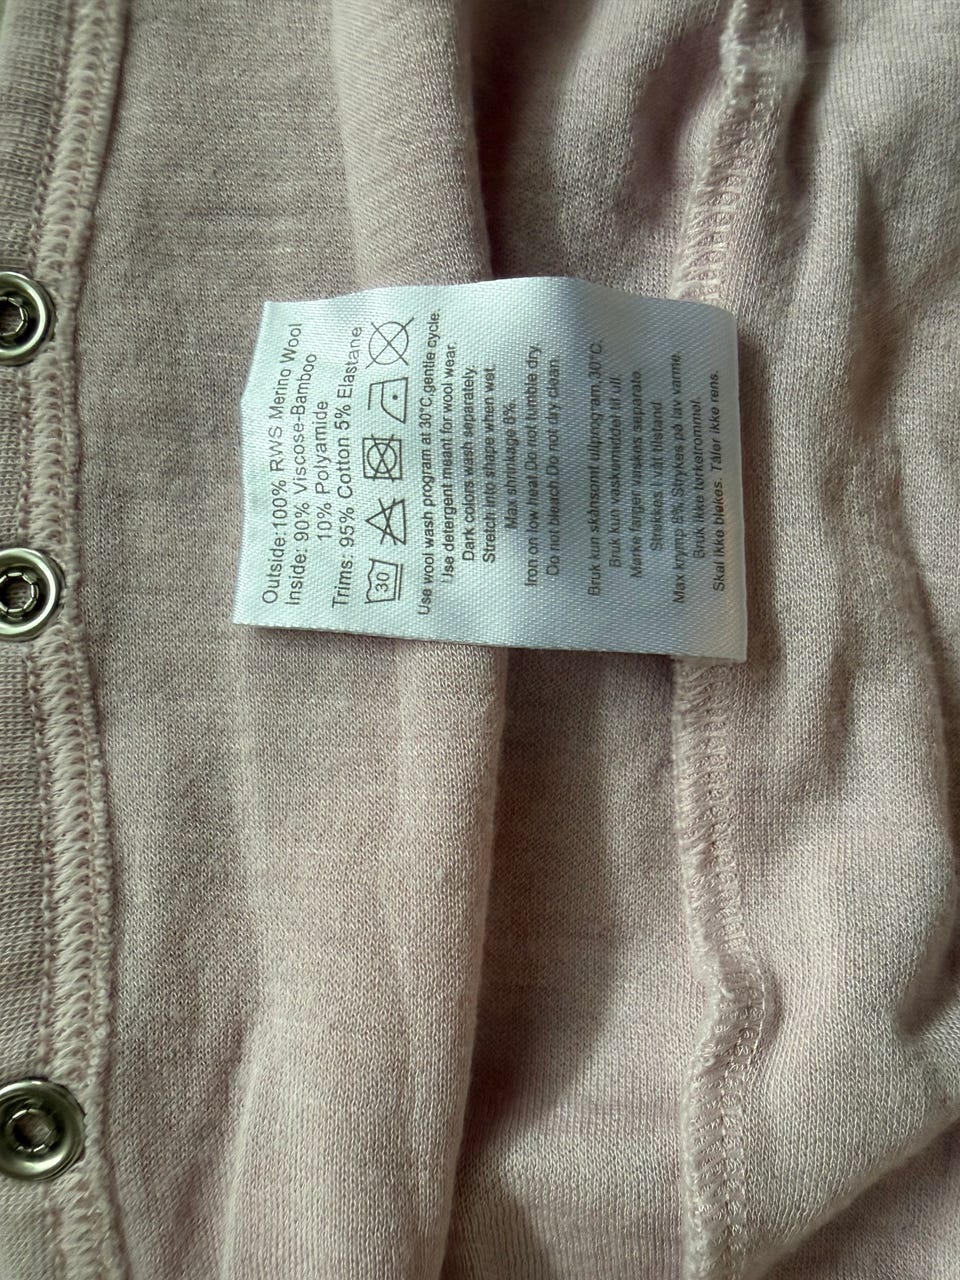 Outside:100% RWS Merino Wool
Inside: 90% Viscose-Bamboo
10% Polyamide
Trims: 95% Cotton 5% Elastane
30
Use wool wash program at 30°C,gentle cycle.
Use detergent meant for wool wear.
Dark colors wash separately.
Stretch into shape when wet.
Max shrinkage 8%.
Iron on low heat.Do not tumble dry.
Do not bleach.Do not dry clean.
Bruk kun skånsomt ullprogram,30°C.
Bruk kun vaskemiddel til ull.
Mørke farger vaskes separate.
Strekkes i våt tilstand.
Max krymp 8%.Strykes på lav varme.
Bruk ikke tørketrommel.
Skal ikke blekes. Tåler ikke rens.